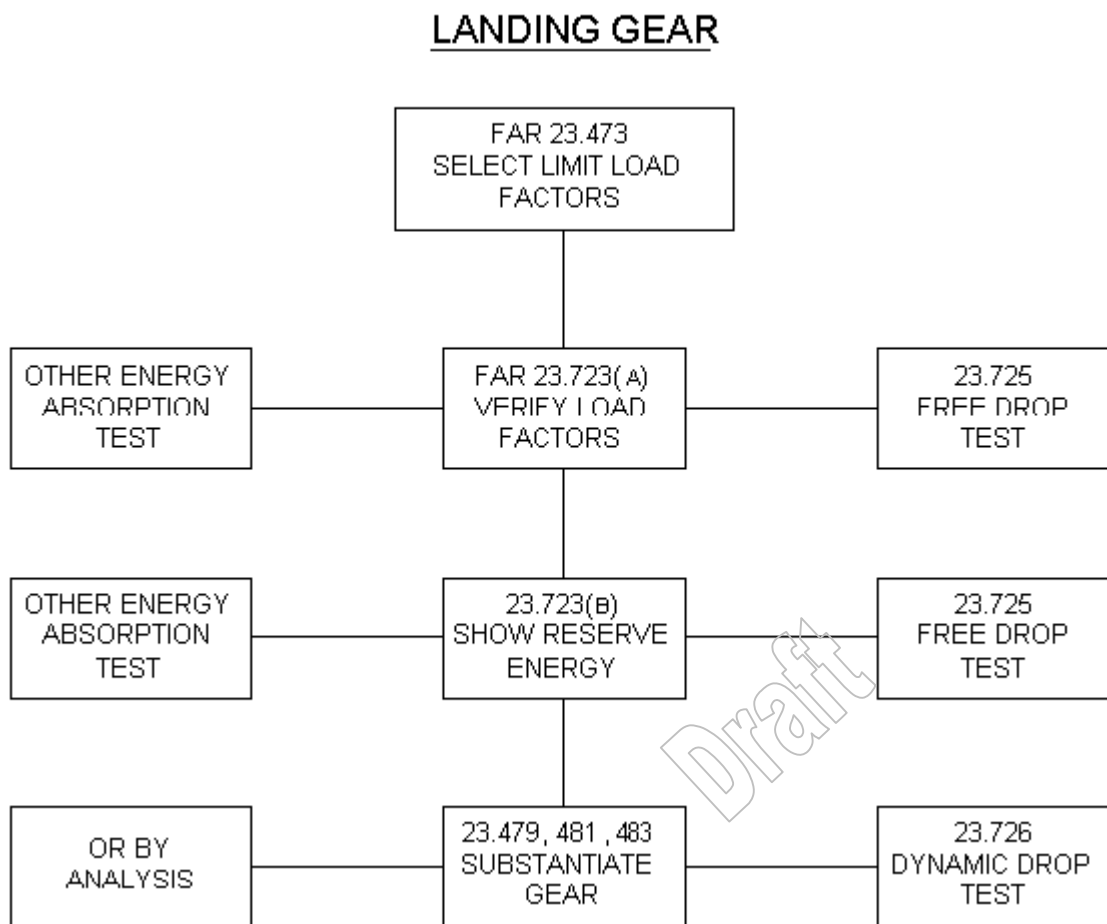 LANDING GEAR
FAR 23.473
SELECT LIMIT LOAD
FACTORS
OTHER ENERGY
ABSORPTION
TEST
FAR 23.723(A)
VERIFY LOAD
FACTORS
23.725
FREE DROP
TEST
OTHER ENERGY
ABSORPTION
TEST
23.723(B)
SHOW RESERVE
ENERGY
23.725
FREE DROP
TEST
Draft
OR BY
ANALYSIS
23.479, 481 , 483
SUBSTANTIATE
GEAR
23.726
DYNAMIC DROP
TEST